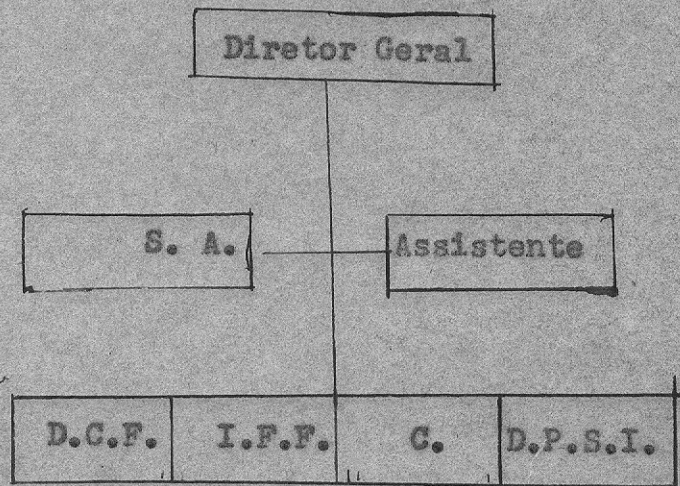 Diretor Geral
S. A. Assistente
D.C.F. I.F.F. C. D.P.S.I.